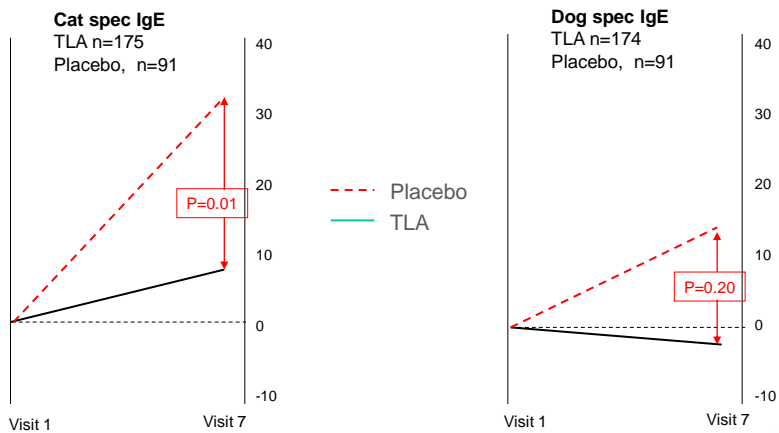 Cat spec IgE
TLA n=175
Placebo, n=91
40
30
20
10
0
-10
P=0.01
Visit 1
Visit 7
Placebo
TLA
Dog spec IgE
TLA n=174
Placebo, n=91
40
30
20
10
0
-10
P=0.20
Visit 1
Visit 7